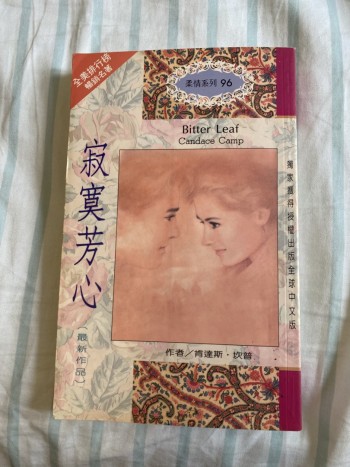 全美排行榜
暢銷名著
柔情系列 96
Bitter Leaf
Candace Camp
寂寞芳心
(最新作品)
獨家獲得授權出版全球中文版
作者／肯達斯·坎普